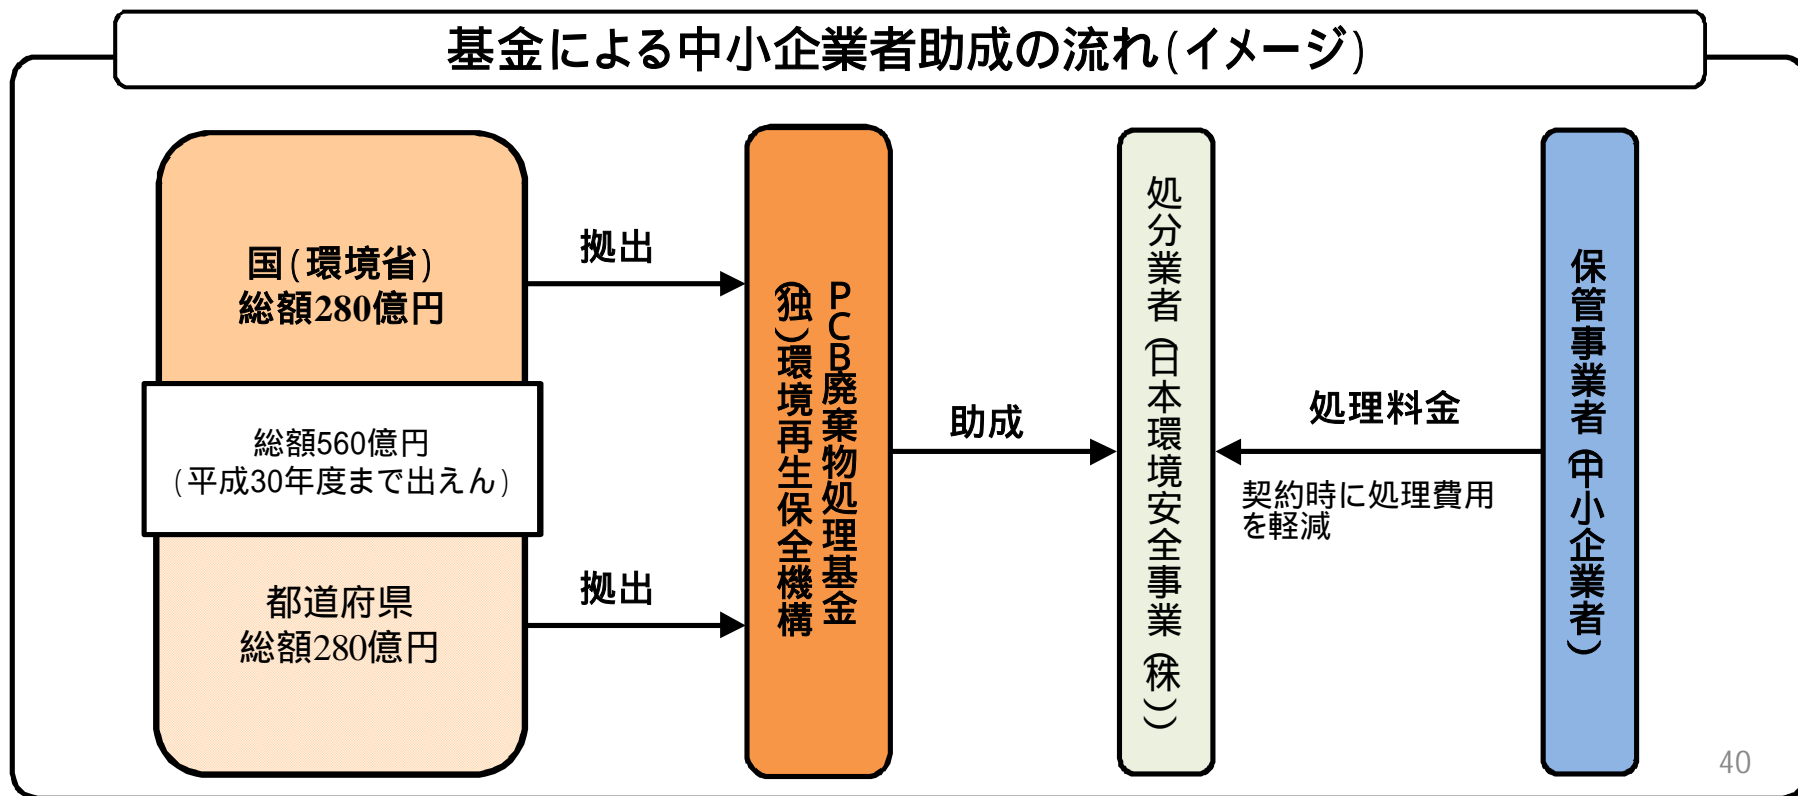 基金による中小企業者助成の流れ(イメージ)
国(環境省)
総額280億円
総額560億円
(平成30年度まで出えん)
都道府県
総額280億円
拠出
拠出
PCB廃棄物処理基金
(独)環境再生保全機構
助成
処分業者(日本環境安全事業(株))
処理料金
契約時に処理費用
を軽減
保管事業者(中小企業者)
40